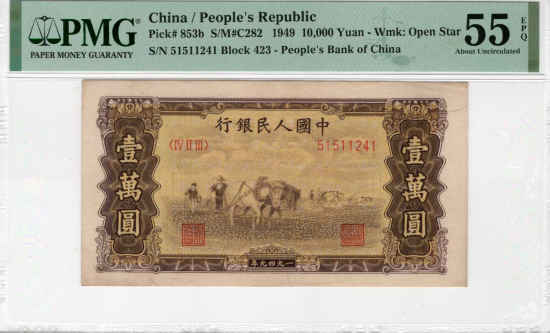 PMG
PAPER MONEY GUARANTY
China / People's Republic
Pick# 853b S/M#C282 1949 10,000 Yuan - Wmk: Open Star
S/N 51511241 Block 423 - People's Bank of China
55
EPQ
About Uncirculated
行銀民人國中
〈IV II III〉
51511241
壹萬圓
壹萬圓
年九四九一